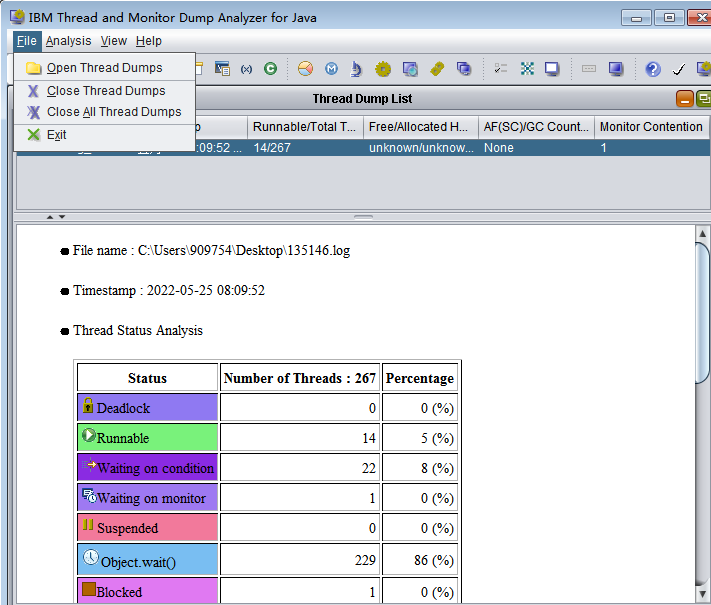 IBM Thread and Monitor Dump Analyzer for Java
File Analysis View Help
Open Thread Dumps
Close Thread Dumps
Close All Thread Dumps
Exit
Thread Dump List
Runnable/Total T... Free/Allocated H... AF(SC)/GC Count... Monitor Contention
:09:52 ... 14/267 unknown/unknow... None 1
File name : C:\Users\909754\Desktop\135146.log
Timestamp : 2022-05-25 08:09:52
Thread Status Analysis
Status Number of Threads : 267 Percentage
Deadlock 0 0 (%)
Runnable 14 5 (%)
Waiting on condition 22 8 (%)
Waiting on monitor 1 0 (%)
Suspended 0 0 (%)
Object.wait() 229 86 (%)
Blocked 1 0 (%)